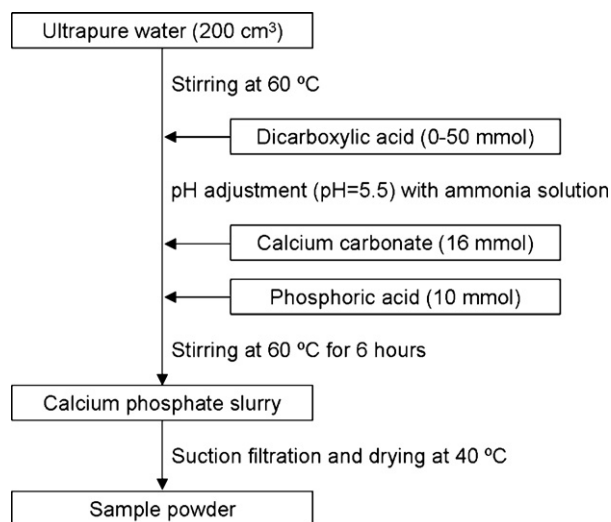 Ultrapure water (200 cm³)
Stirring at 60 ºC
Dicarboxylic acid (0-50 mmol)
pH adjustment (pH=5.5) with ammonia solution
Calcium carbonate (16 mmol)
Phosphoric acid (10 mmol)
Stirring at 60 ºC for 6 hours
Calcium phosphate slurry
Suction filtration and drying at 40 ºC
Sample powder